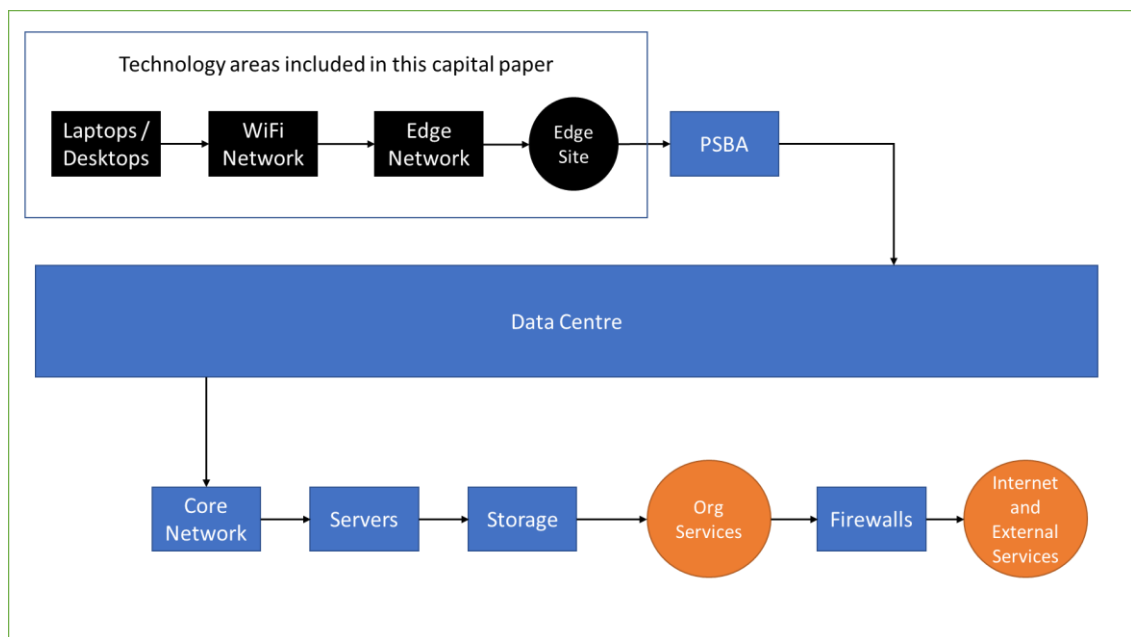 Technology areas included in this capital paper
Laptops /
Desktops
WiFi
Network
Edge
Network
Edge
Site
PSBA
Data Centre
Core
Network
Servers
Storage
Org
Services
Firewalls
Internet
and
External
Services